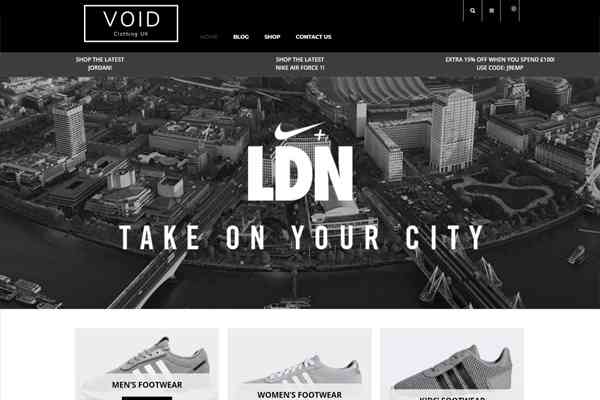 VOID
Clothing UK
HOME
BLOG
SHOP
CONTACT US
SHOP THE LATEST
JORDAN!
SHOP THE LATEST
NIKE AIR FORCE 1!
EXTRA 15% OFF WHEN YOU SPEND £100!
USE CODE: J9EMP
+
LDN
TAKE ON YOUR CITY
MEN'S FOOTWEAR
WOMEN'S FOOTWEAR
KIDS' FOOTWEAR